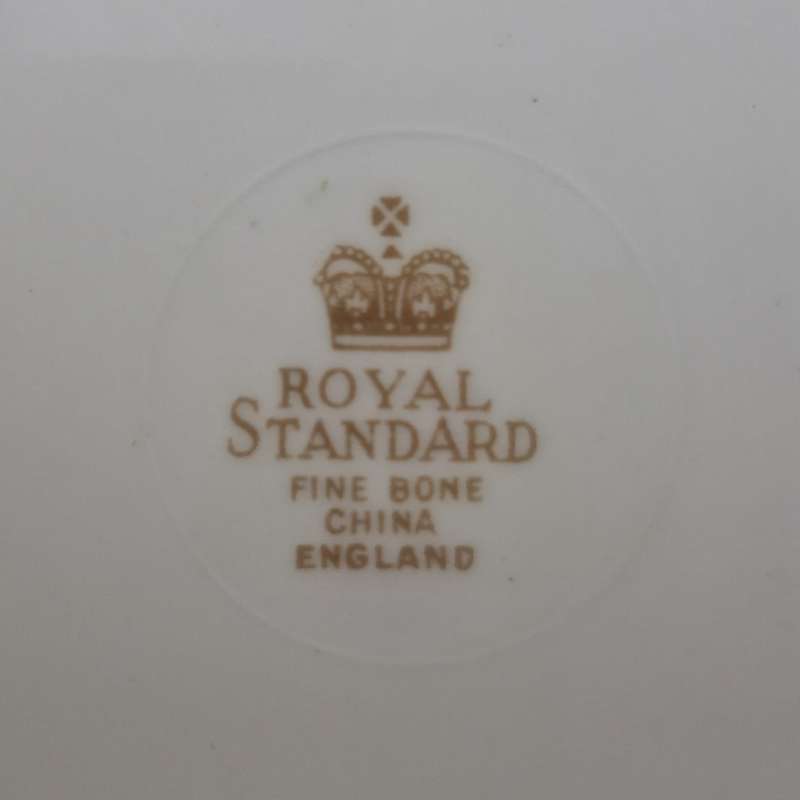 ROYAL
STANDARD
FINE BONE
CHINA
ENGLAND